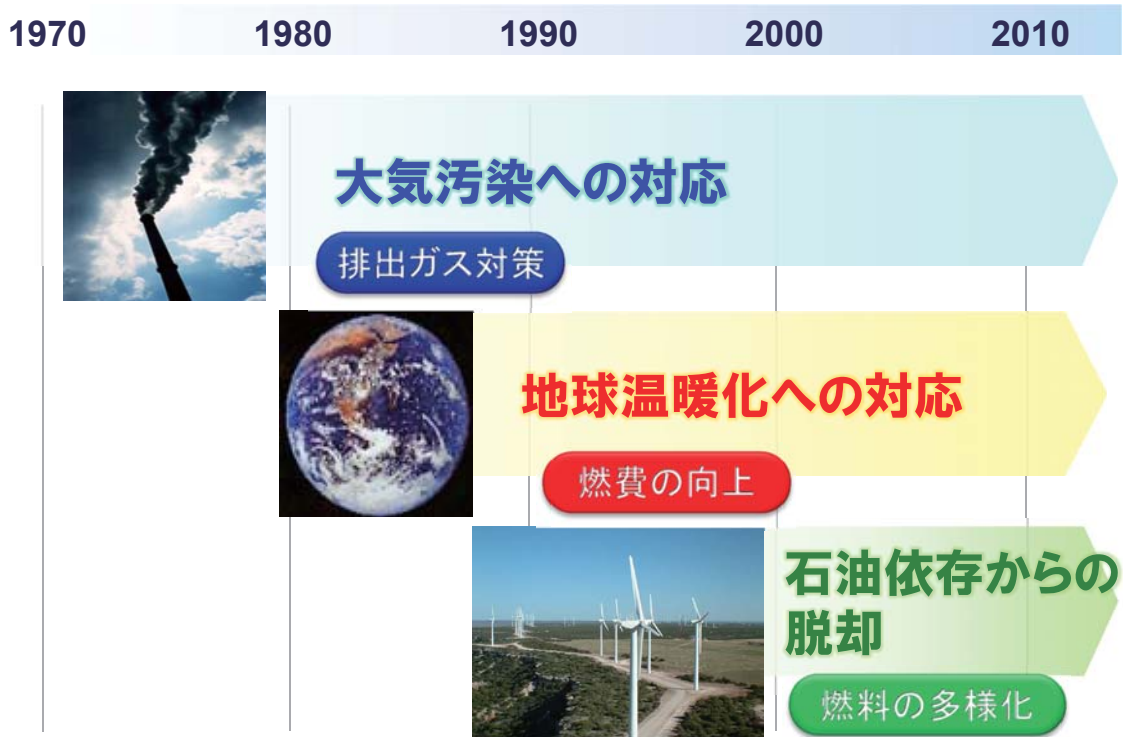 1970 1980 1990 2000 2010
大気汚染への対応
排出ガス対策
地球温暖化への対応
燃費の向上
石油依存からの
脱却
燃料の多様化